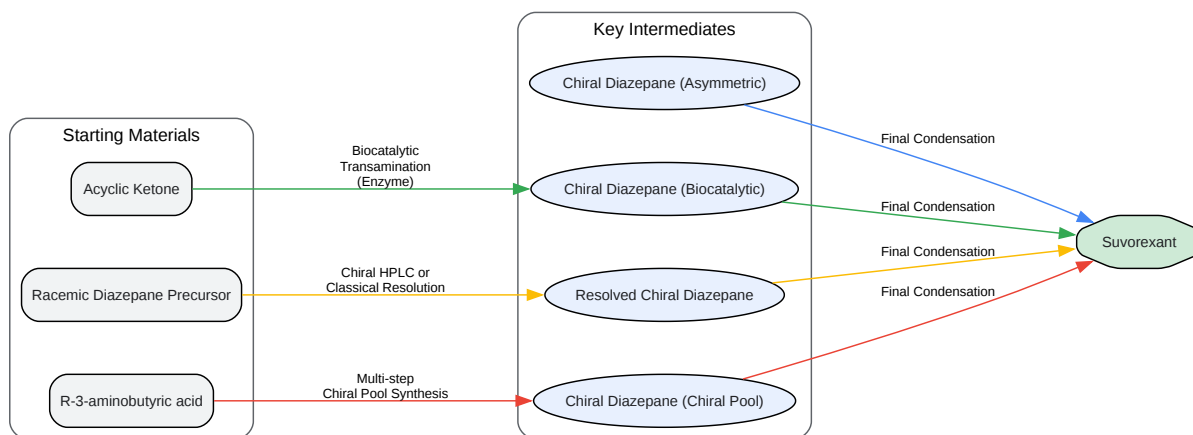 Key Intermediates
Chiral Diazepane (Asymmetric)
Starting Materials
Final Condensation
Biocatalytic
Transamination
(Enzyme)
Acyclic Ketone
Chiral Diazepane (Biocatalytic)
Final Condensation
Suvorexant
Final Condensation
Chiral HPLC or
Classical Resolution
Racemic Diazepane Precursor
Resolved Chiral Diazepane
Final Condensation
Multi-step
Chiral Pool Synthesis
R-3-aminobutyric acid
Chiral Diazepane (Chiral Pool)